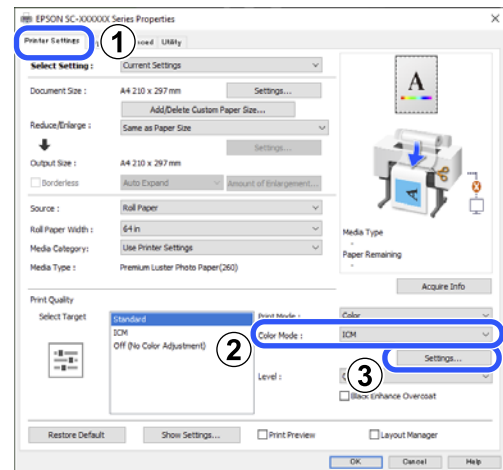 EPSON SC-XXXXXX Series Properties
Printer Settings
1
Utility
Select Setting : Current Settings
Document Size : A4 210 x 297 mm Settings...
Add/Delete Custom Paper Size...
Reduce/Enlarge : Same as Paper Size
Settings...
Output Size : A4 210 x 297 mm
Borderless Auto Expand Amount of Enlargement...
Source : Roll Paper
Roll Paper Width : 64 in
Media Category: Use Printer Settings
Media Type : Premium Luster Photo Paper(260)
A
A
Media Type
-
Paper Remaining
-
Acquire Info
Print Quality
Select Target
Standard
ICM
Off (No Color Adjustment)
Print Mode : Color
2
Color Mode : ICM
3
Settings...
Level :
Black Enhance Overcoat
Restore Default Show Settings... Print Preview Layout Manager
OK Cancel Help